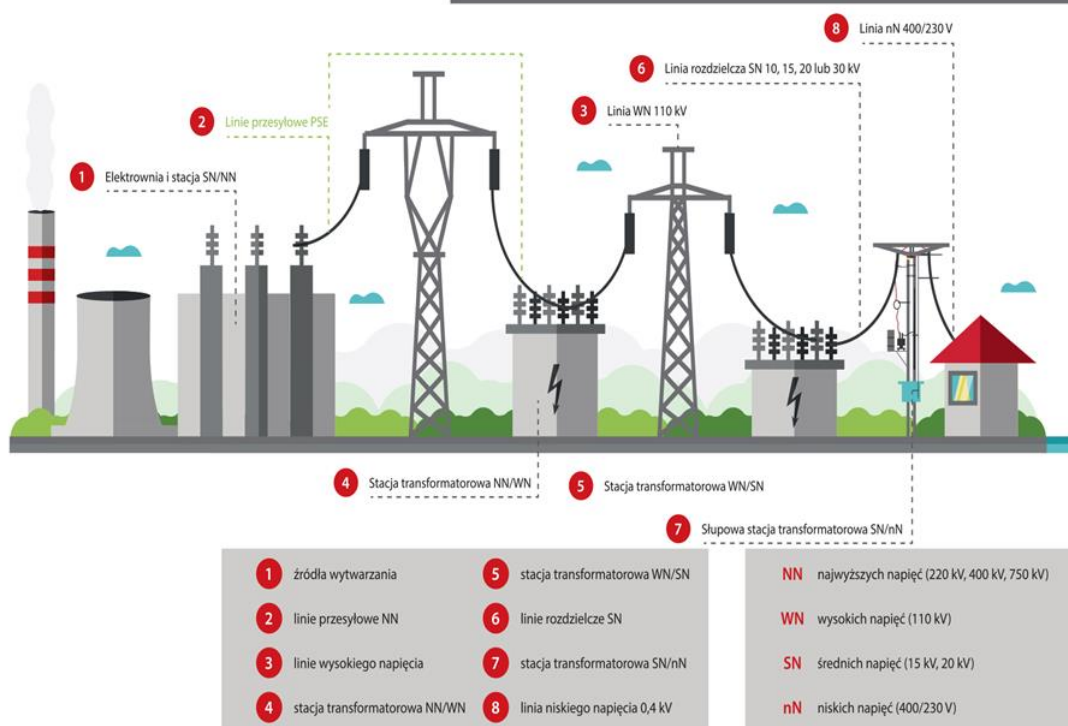 8 Linia nN 400/230 V
6 Linia rozdzielcza SN 10, 15, 20 lub 30 kV
3 Linia WN 110 kV
2 Linie przesyłowe PSE
1 Elektrownia i stacja SN/NN
4 Stacja transformatorowa NN/WN
5 Stacja transformatorowa WN/SN
7 Słupowa stacja transformatorowa SN/nN
1 źródła wytwarzania
2 linie przesyłowe NN
3 linie wysokiego napięcia
4 stacja transformatorowa NN/WN
5 stacja transformatorowa WN/SN
6 linie rozdzielcze SN
7 stacja transformatorowa SN/nN
8 linia niskiego napięcia 0,4 kV
NN najwyższych napięć (220 kV, 400 kV, 750 kV)
WN wysokich napięć (110 kV)
SN średnich napięć (15 kV, 20 kV)
nN niskich napięć (400/230 V)